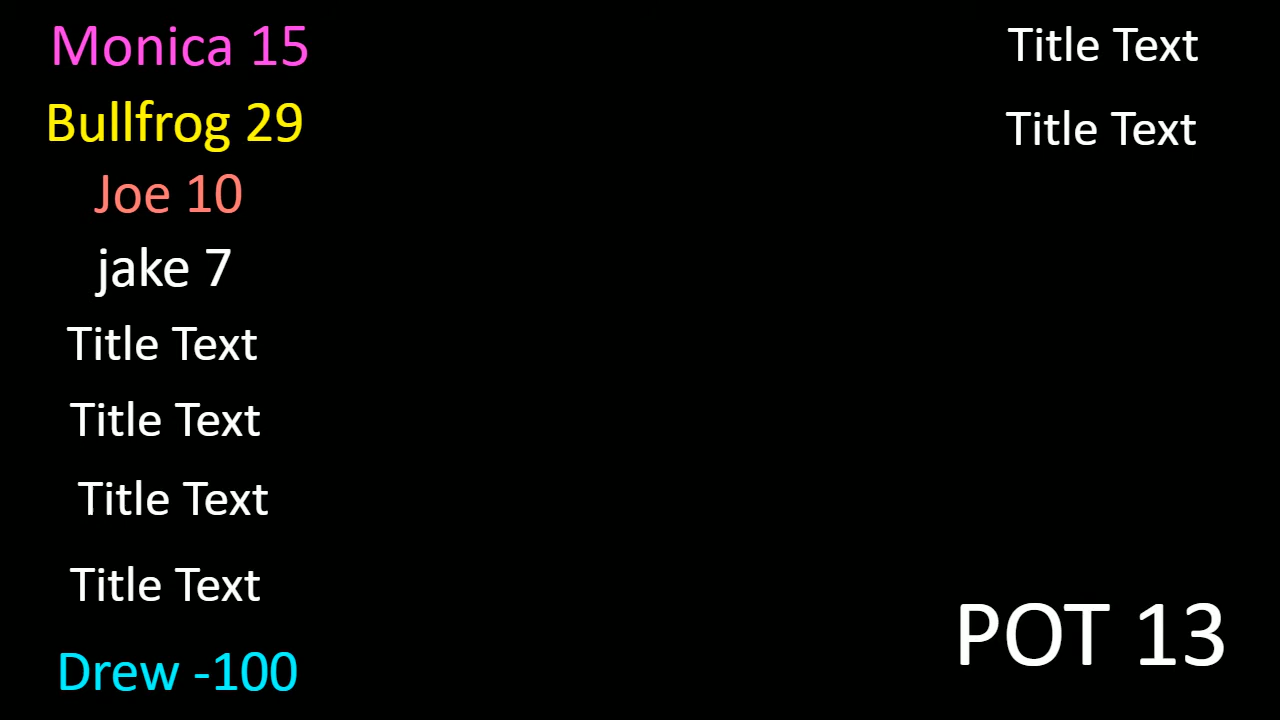 Monica 15
Bullfrog 29
Joe 10
jake 7
Title Text
Title Text
Title Text
Title Text
Drew -100
Title Text
Title Text
POT 13